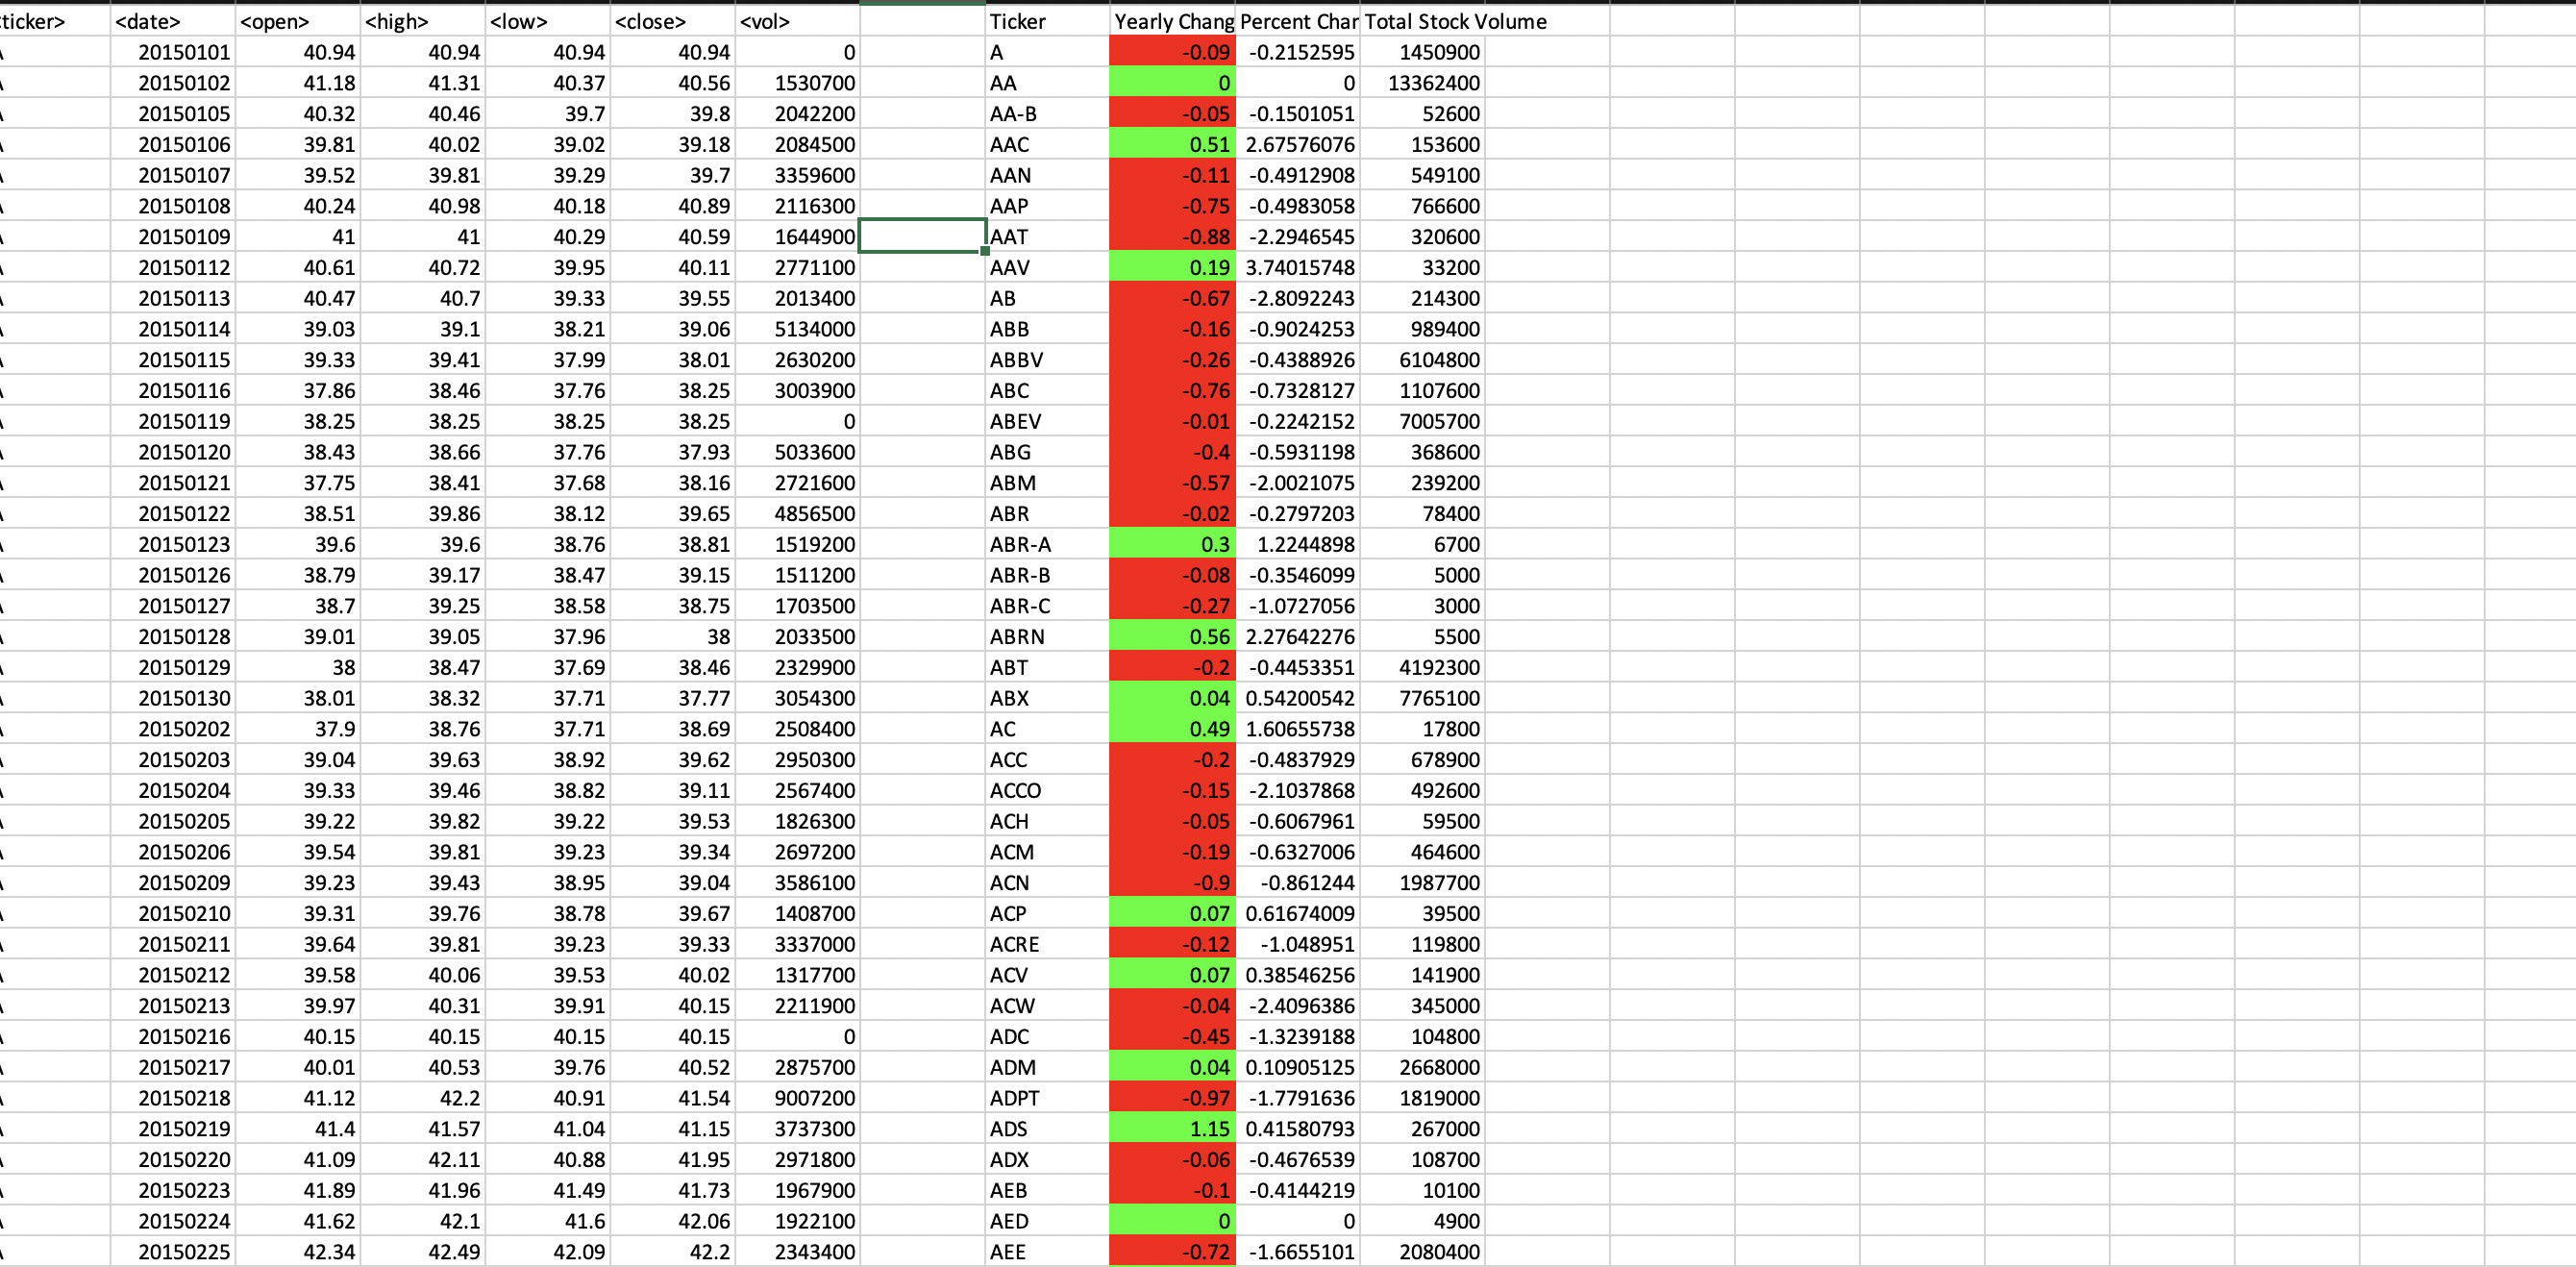 ticker> <date> <open> <high> <low> <close> <vol> Ticker Yearly Chang Percent Char Total Stock Volume
20150101 40.94 40.94 40.94 40.94 0 A -0.09 -0.2152595 1450900
20150102 41.18 41.31 40.37 40.56 1530700 AA 0 0 13362400
20150105 40.32 40.46 39.7 39.8 2042200 AA-B -0.05 -0.1501051 52600
20150106 39.81 40.02 39.02 39.18 2084500 AAC 0.51 2.67576076 153600
20150107 39.52 39.81 39.29 39.7 3359600 AAN -0.11 -0.4912908 549100
20150108 40.24 40.98 40.18 40.89 2116300 AAP -0.75 -0.4983058 766600
20150109 41 41 40.29 40.59 1644900 AAT -0.88 -2.2946545 320600
20150112 40.61 40.72 39.95 40.11 2771100 AAV 0.19 3.74015748 33200
20150113 40.47 40.7 39.33 39.55 2013400 AB -0.67 -2.8092243 214300
20150114 39.03 39.1 38.21 39.06 5134000 ABB -0.16 -0.9024253 989400
20150115 39.33 39.41 37.99 38.01 2630200 ABBV -0.26 -0.4388926 6104800
20150116 37.86 38.46 37.76 38.25 3003900 ABC -0.76 -0.7328127 1107600
20150119 38.25 38.25 38.25 38.25 0 ABEV -0.01 -0.2242152 7005700
20150120 38.43 38.66 37.76 37.93 5033600 ABG -0.4 -0.5931198 368600
20150121 37.75 38.41 37.68 38.16 2721600 ABM -0.57 -2.0021075 239200
20150122 38.51 39.86 38.12 39.65 4856500 ABR -0.02 -0.2797203 78400
20150123 39.6 39.6 38.76 38.81 1519200 ABR-A 0.3 1.2244898 6700
20150126 38.79 39.17 38.47 39.15 1511200 ABR-B -0.08 -0.3546099 5000
20150127 38.7 39.25 38.58 38.75 1703500 ABR-C -0.27 -1.0727056 3000
20150128 39.01 39.05 37.96 38 2033500 ABRN 0.56 2.27642276 5500
20150129 38 38.47 37.69 38.46 2329900 ABT -0.2 -0.4453351 4192300
20150130 38.01 38.32 37.71 37.77 3054300 ABX 0.04 0.54200542 7765100
20150202 37.9 38.76 37.71 38.69 2508400 AC 0.49 1.60655738 17800
20150203 39.04 39.63 38.92 39.62 2950300 ACC -0.2 -0.4837929 678900
20150204 39.33 39.46 38.82 39.11 2567400 ACCO -0.15 -2.1037868 492600
20150205 39.22 39.82 39.22 39.53 1826300 ACH -0.05 -0.6067961 59500
20150206 39.54 39.81 39.23 39.34 2697200 ACM -0.19 -0.6327006 464600
20150209 39.23 39.43 38.95 39.04 3586100 ACN -0.9 -0.861244 1987700
20150210 39.31 39.76 38.78 39.67 1408700 ACP 0.07 0.61674009 39500
20150211 39.64 39.81 39.23 39.33 3337000 ACRE -0.12 -1.048951 119800
20150212 39.58 40.06 39.53 40.02 1317700 ACV 0.07 0.38546256 141900
20150213 39.97 40.31 39.91 40.15 2211900 ACW -0.04 -2.4096386 345000
20150216 40.15 40.15 40.15 40.15 0 ADC -0.45 -1.3239188 104800
20150217 40.01 40.53 39.76 40.52 2875700 ADM 0.04 0.10905125 2668000
20150218 41.12 42.2 40.91 41.54 9007200 ADPT -0.97 -1.7791636 1819000
20150219 41.4 41.57 41.04 41.15 3737300 ADS 1.15 0.41580793 267000
20150220 41.09 42.11 40.88 41.95 2971800 ADX -0.06 -0.4676539 108700
20150223 41.89 41.96 41.49 41.73 1967900 AEB -0.1 -0.4144219 10100
20150224 41.62 42.1 41.6 42.06 1922100 AED 0 0 4900
20150225 42.34 42.49 42.09 42.2 2343400 AEE -0.72 -1.6655101 2080400